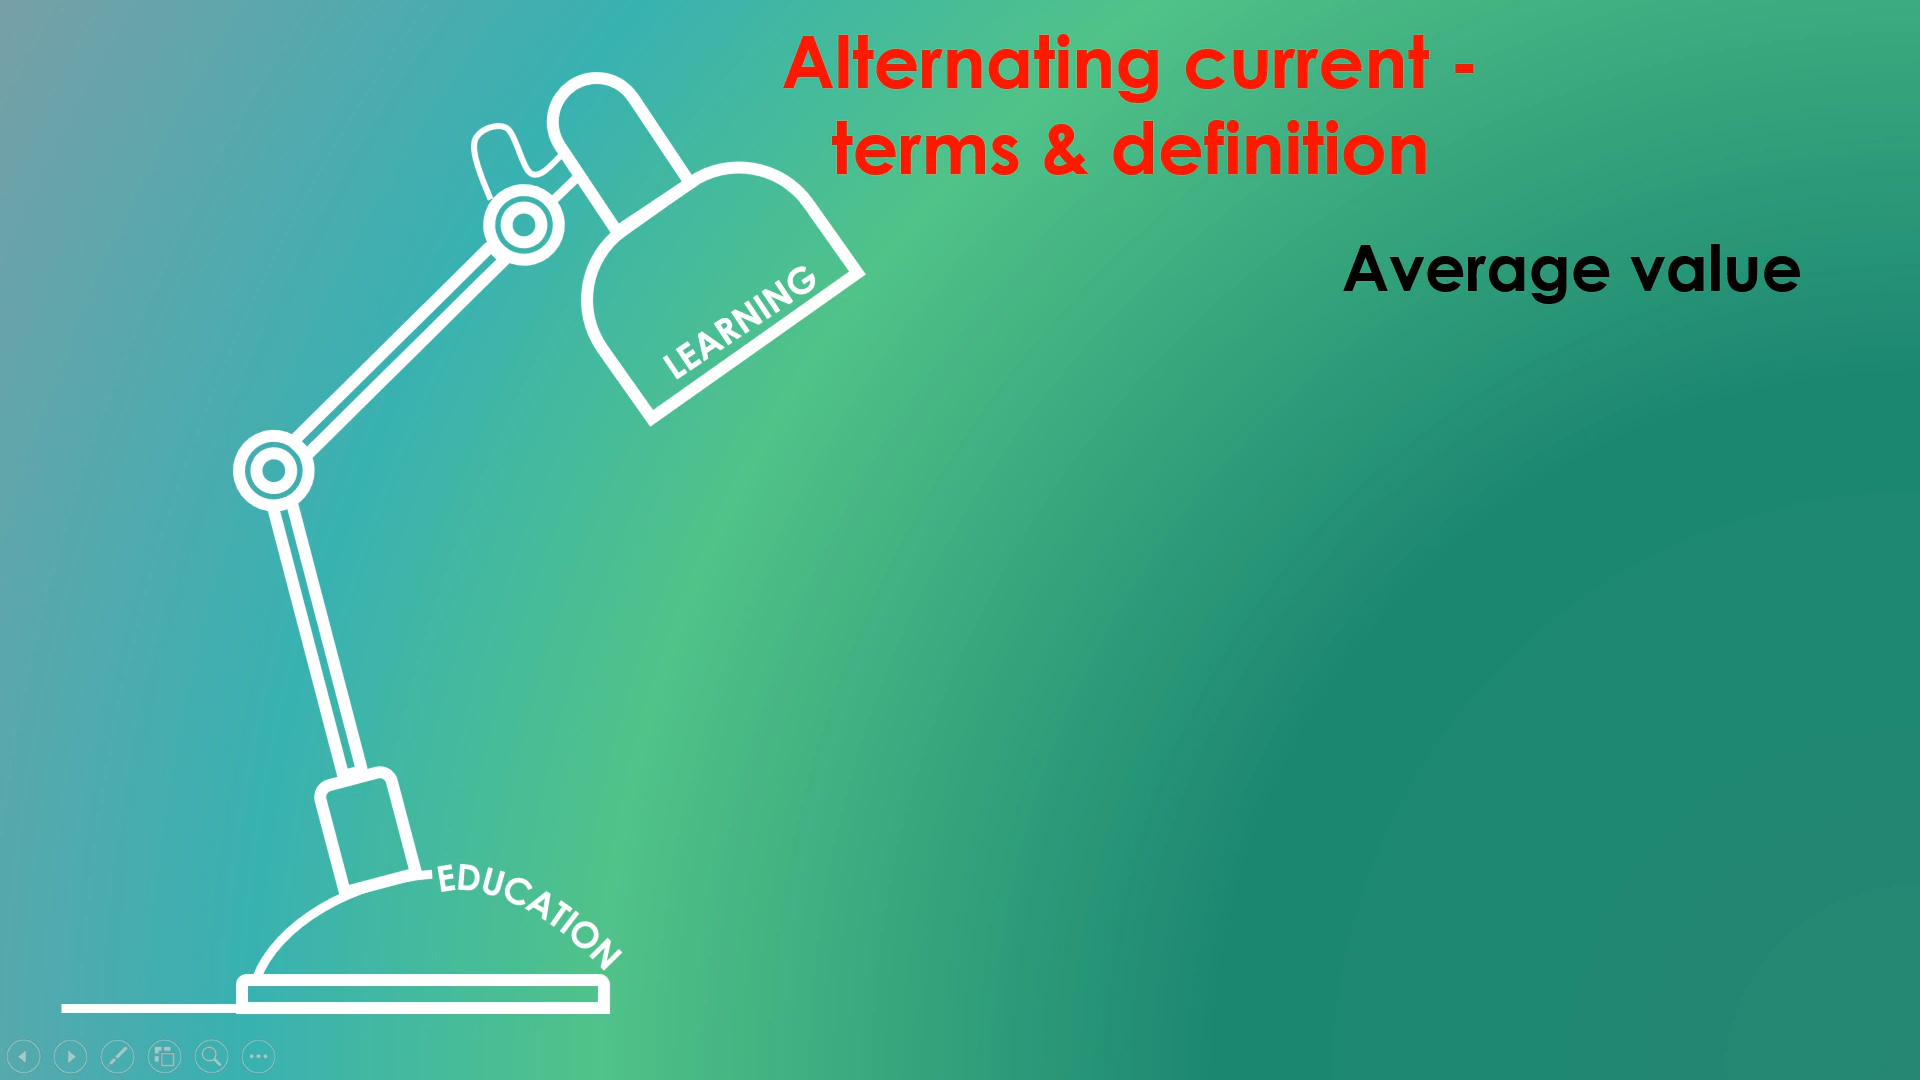 Alternating current -
terms & definition
Average value
LEARNING
EDUCATION